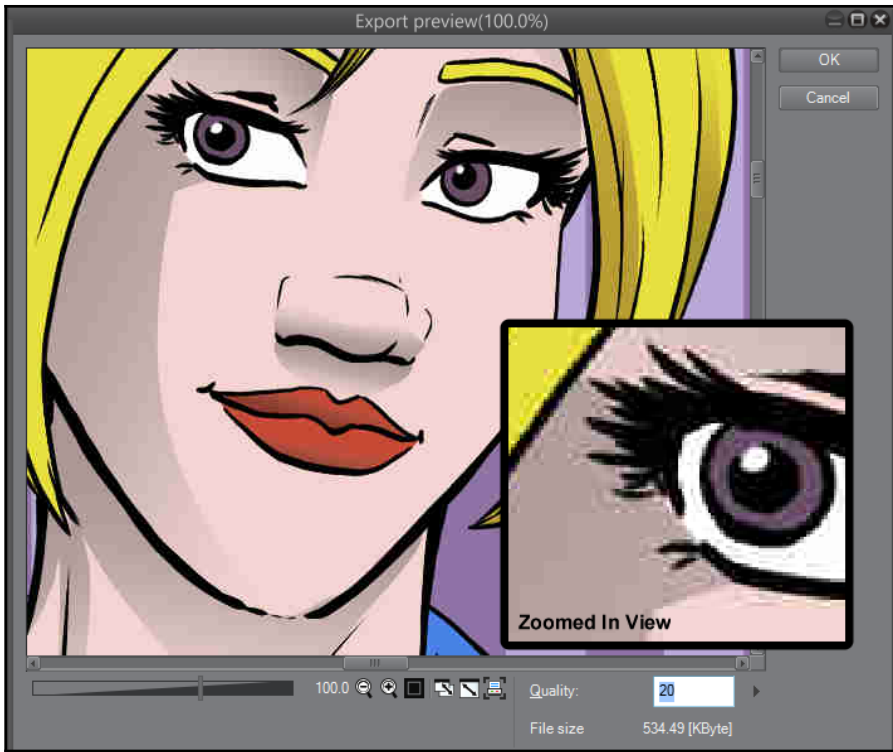 Export preview(100.0%)
OK
Cancel
Zoomed In View
100.0
Quality: 20
File size 534.49 [KByte]